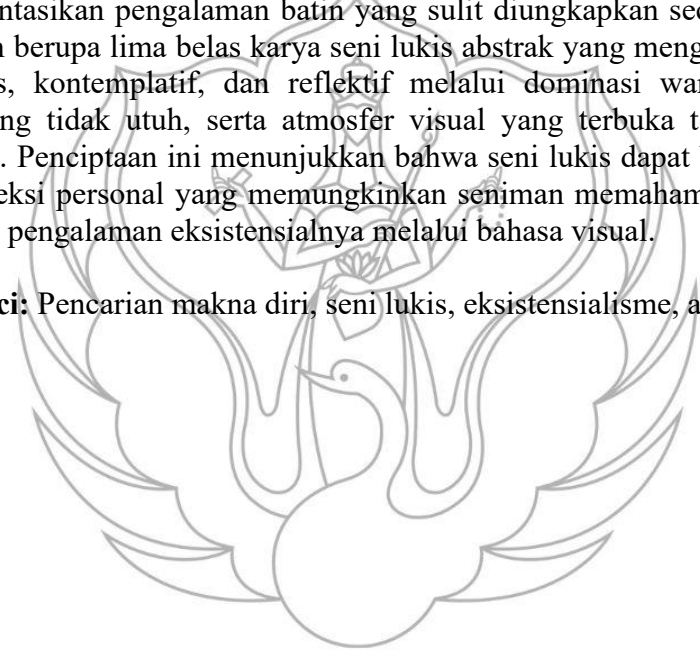 ntasikan pengalaman batin yang sulit diungkapkan sec
n berupa lima belas karya seni lukis abstrak yang meng
s, kontemplatif, dan reflektif melalui dominasi war
ng tidak utuh, serta atmosfer visual yang terbuka t
. Penciptaan ini menunjukkan bahwa seni lukis dapat
eksi personal yang memungkinkan seniman memaham
pengalaman eksistensialnya melalui bahasa visual.
ci: Pencarian makna diri, seni lukis, eksistensialisme, a